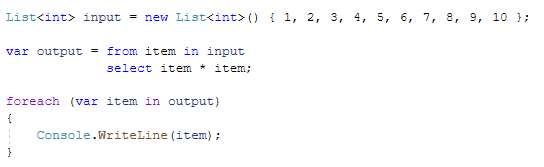 List<int> input = new List<int>() { 1, 2, 3, 4, 5, 6, 7, 8, 9, 10 };
var output = from item in input
select item * item;
foreach (var item in output)
{
Console.WriteLine(item);
}